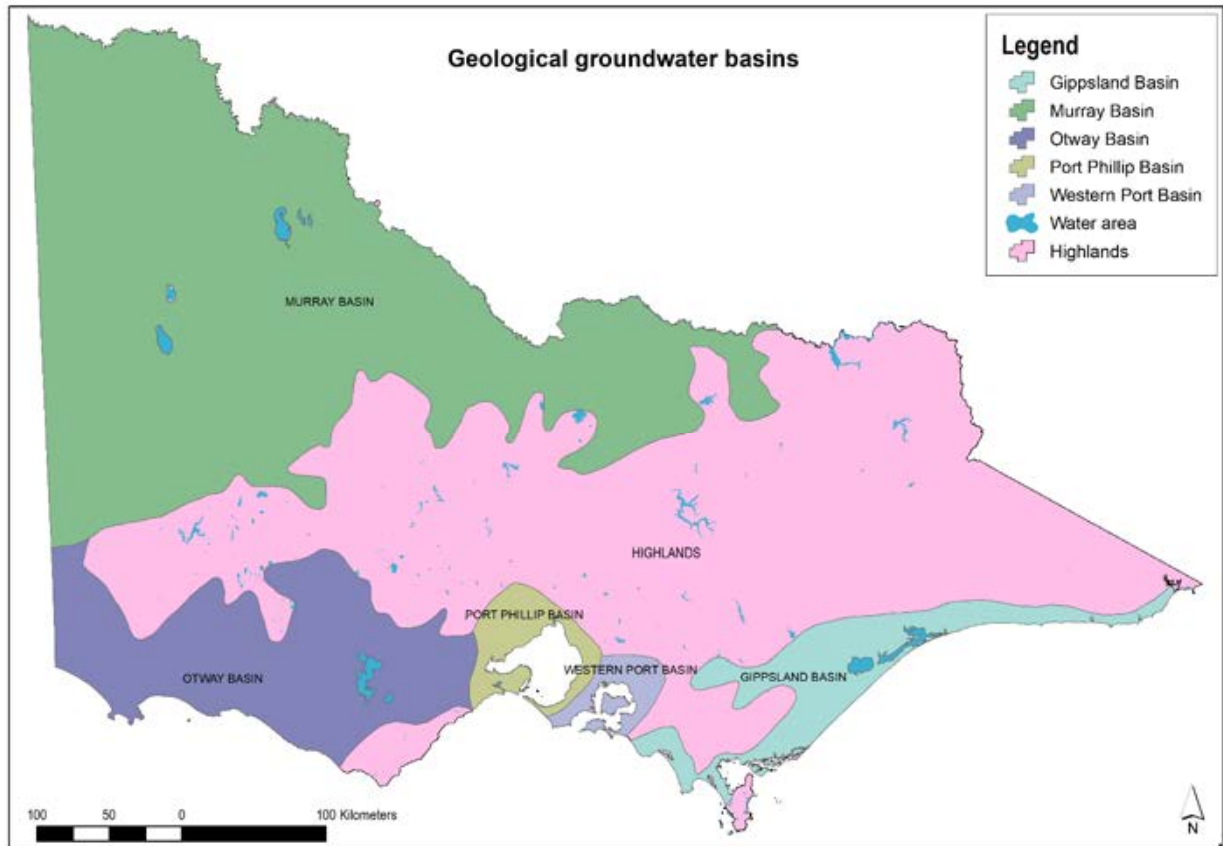 Geological groundwater basins
Legend
Gippsland Basin
Murray Basin
Otway Basin
Port Phillip Basin
Western Port Basin
Water area
Highlands
MURRAY BASIN
HIGHLANDS
PORT PHILLIP BASIN
WESTERN PORT BASIN
OTWAY BASIN
GIPPSLAND BASIN
100 50 0 100 Kilometers
N